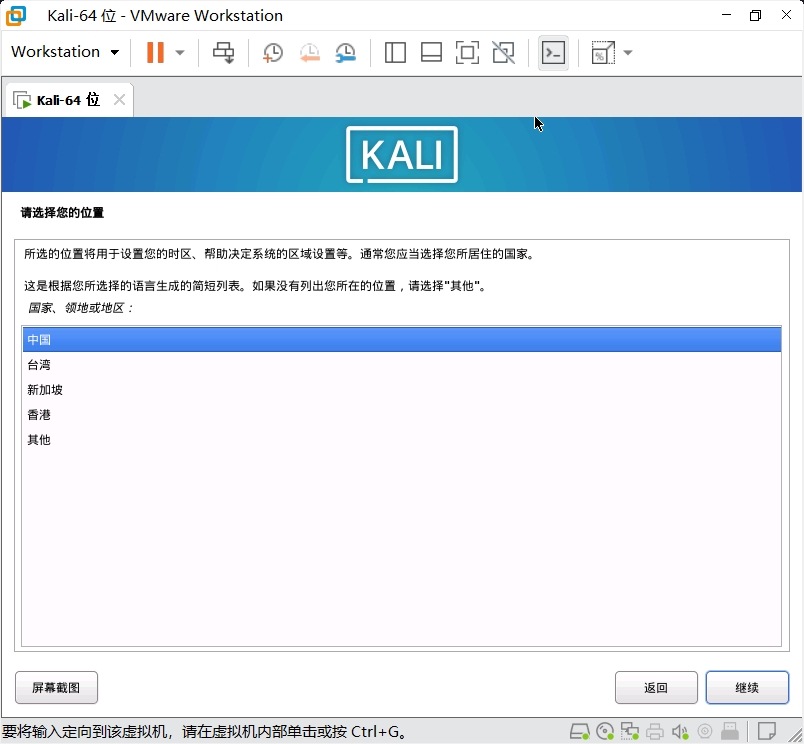 Kali-64 位 - VMware Workstation
Workstation
Kali-64 位
KALI
请选择您的位置
所选的位置将用于设置您的时区、帮助决定系统的区域设置等。通常您应当选择您所居住的国家。
这是根据您所选择的语言生成的简短列表。如果没有列出您所在的位置，请选择"其他"。
国家、领地或地区：
中国
台湾
新加坡
香港
其他
屏幕截图
返回
继续
要将输入定向到该虚拟机，请在虚拟机内部单击或按 Ctrl+G。